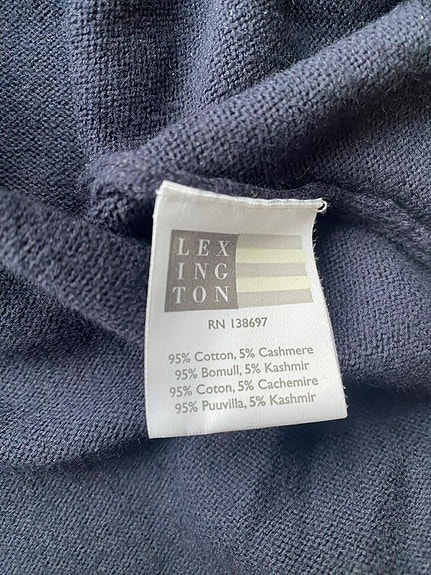 LEX
ING
TON
RN 138697
95% Cotton, 5% Cashmere
95% Bomull, 5% Kashmir
95% Coton, 5% Cachemire
95% Puuvilla, 5% Kashmir